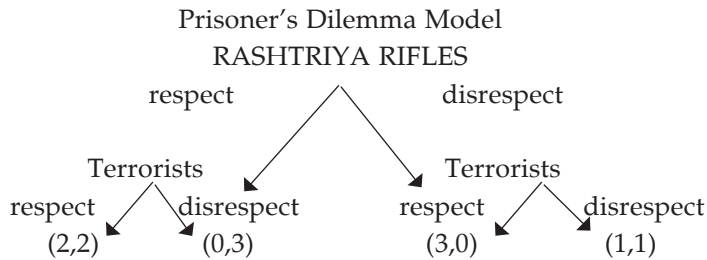 Prisoner's Dilemma Model
RASHTRIYA RIFLES
respect disrespect
Terrorists Terrorists
respect disrespect respect disrespect
(2,2) (0,3) (3,0) (1,1)